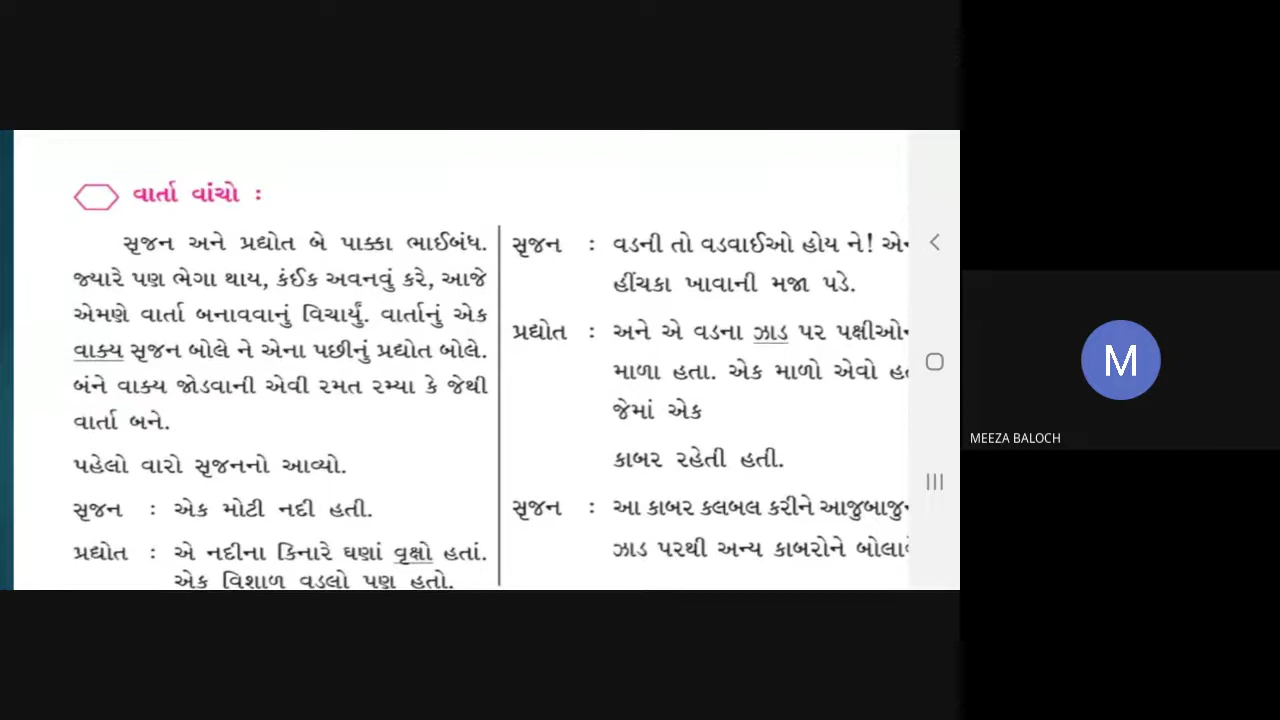 વાર્તા વાંચો :
સૃજન અને પ્રદ્યોત બે પાક્કા ભાઈબંધ.
જ્યારે પણ ભેગા થાય, કંઈક અવનવું કરે, આજે
એમણે વાર્તા બનાવવાનું વિચાર્યું. વાર્તાનું એક
વાક્ય સૃજન બોલે ને એના પછીનું પ્રદ્યોત બોલે.
બંને વાક્ય જોડવાની એવી રમત રમ્યા કે જેથી
વાર્તા બને.
પહેલો વારો સૃજનનો આવ્યો.
સૃજન : એક મોટી નદી હતી.
પ્રદ્યોત : એ નદીના કિનારે ઘણાં વૃક્ષો હતાં.
એક વિશાળ વડલો પણ હતો.
સૃજન : વડની તો વડવાઈઓ હોય ને!
હીંચકા ખાવાની મજા પડે.
પ્રદ્યોત : અને એ વડના ઝાડ પર
માળા હતા. એક માળો એવો
જેમાં એક
કાબર રહેતી હતી.
સૃજન : આ કાબર કલબલ કરીને
ઝાડ પરથી અન્ય કાબરોને
M
MEEZA BALOCH